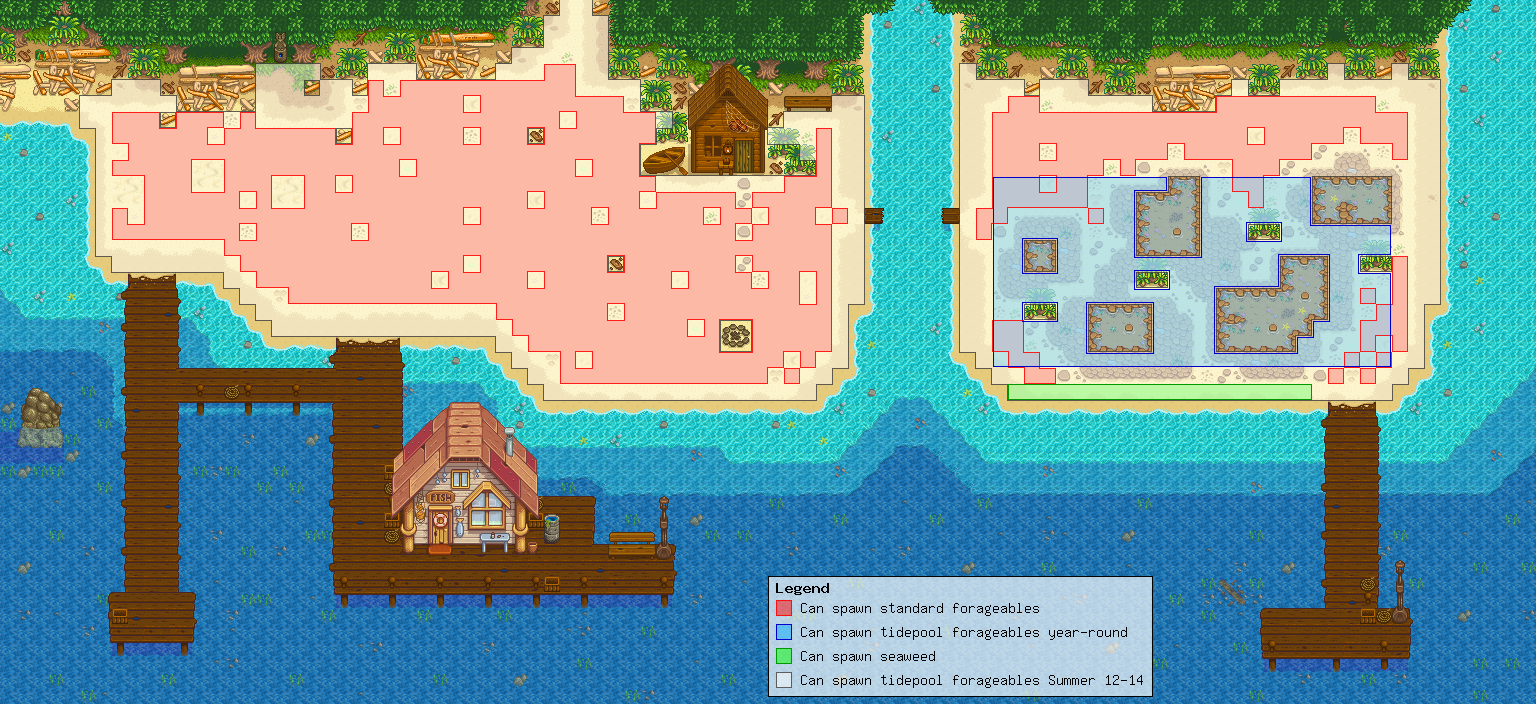 FISH
Legend
Can spawn standard forageables
Can spawn tidepool forageables year-round
Can spawn seaweed
Can spawn tidepool forageables Summer 12-14